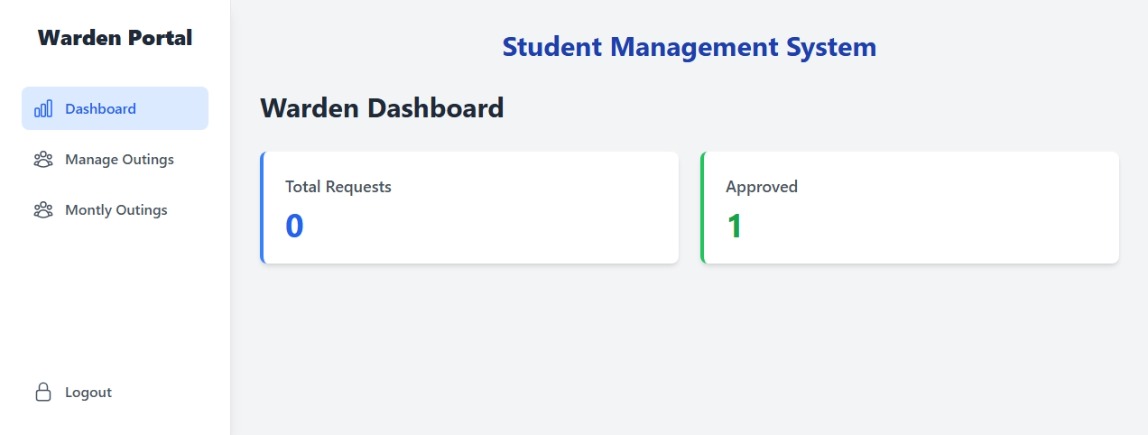 Warden Portal
Dashboard
Manage Outings
Montly Outings
Logout
Student Management System
Warden Dashboard
Total Requests
0
Approved
1